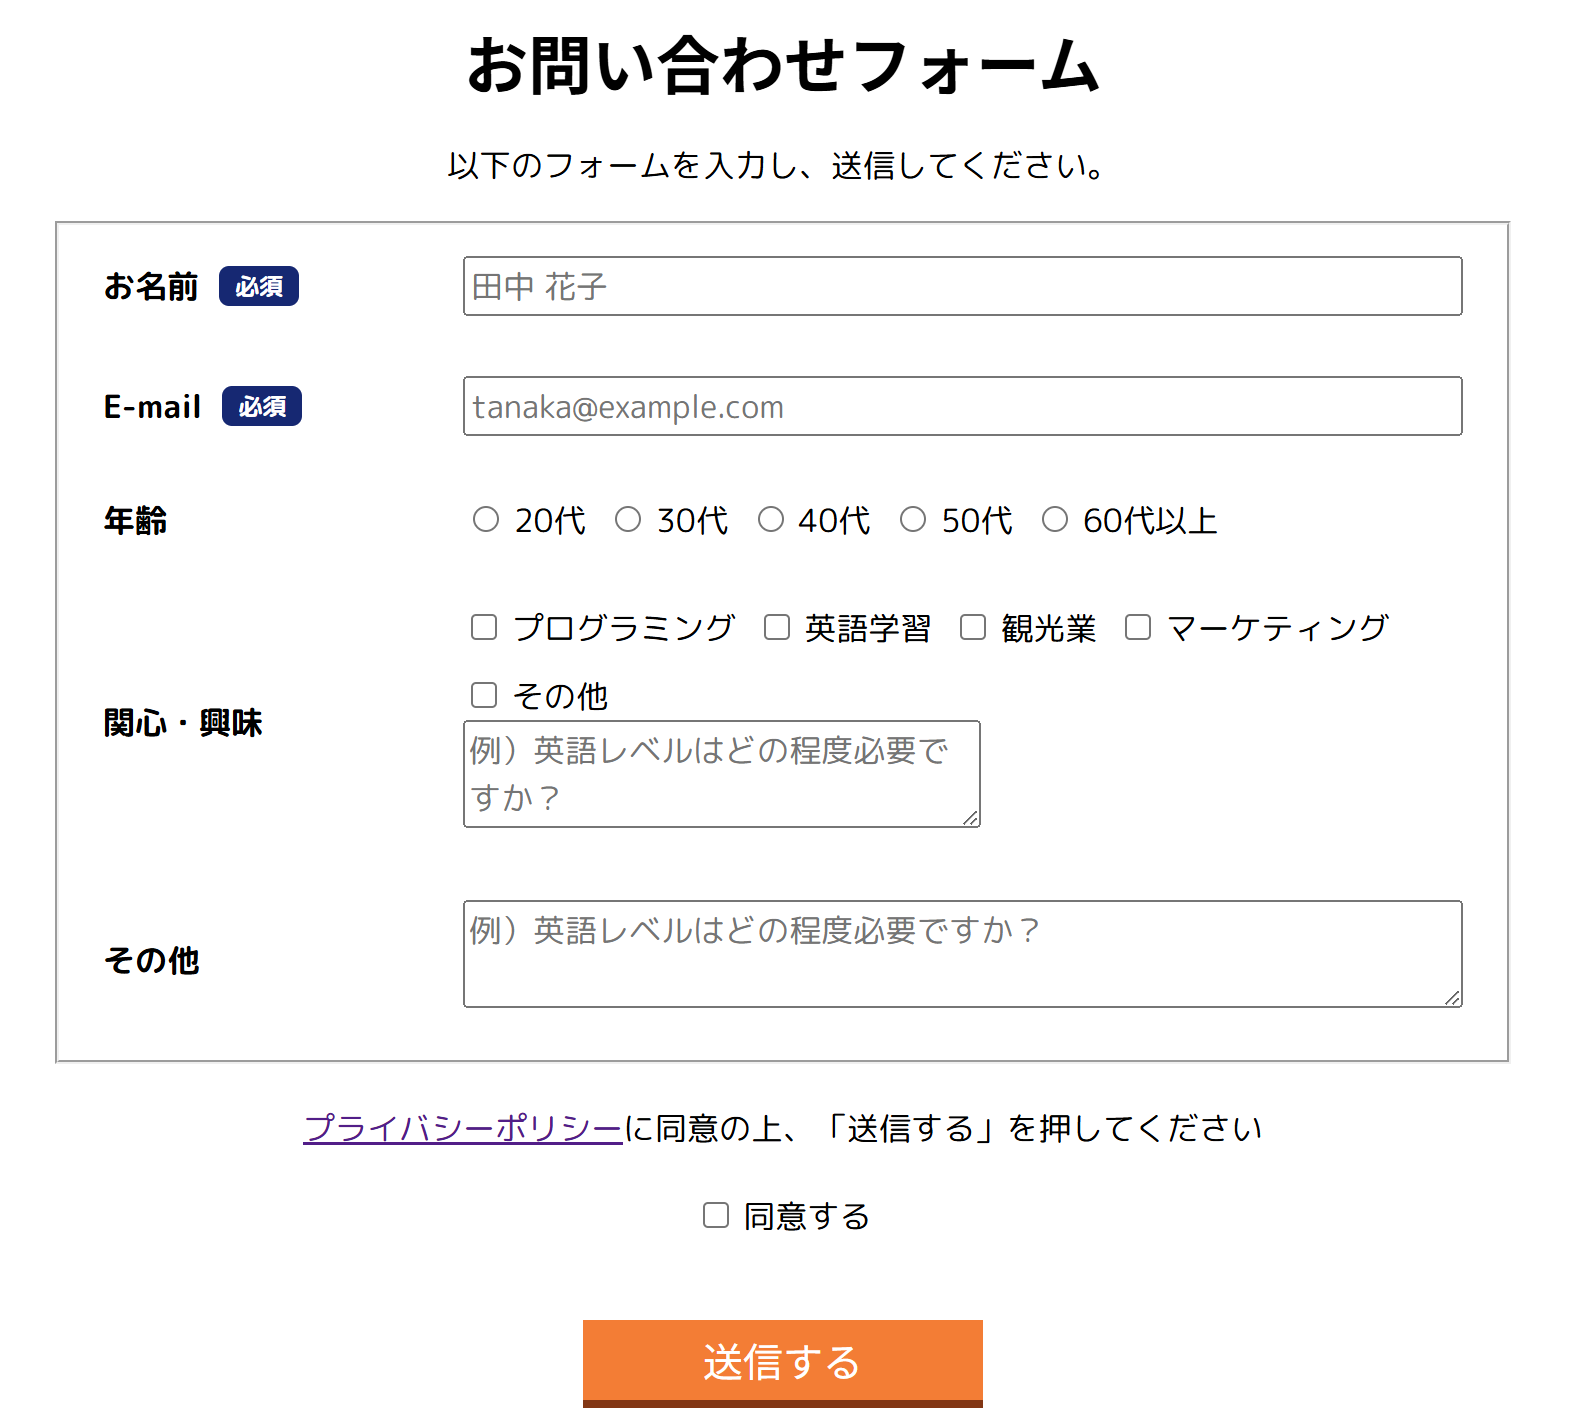 お問い合わせフォーム
以下のフォームを入力し、送信してください。
お名前 必須 田中 花子
E-mail 必須 tanaka@example.com
年齢 20代 30代 40代 50代 60代以上
プログラミング 英語学習 観光業 マーケティング
その他
関心・興味
例）英語レベルはどの程度必要で
すか？
その他 例）英語レベルはどの程度必要ですか？
プライバシーポリシーに同意の上、「送信する」を押してください
同意する
送信する